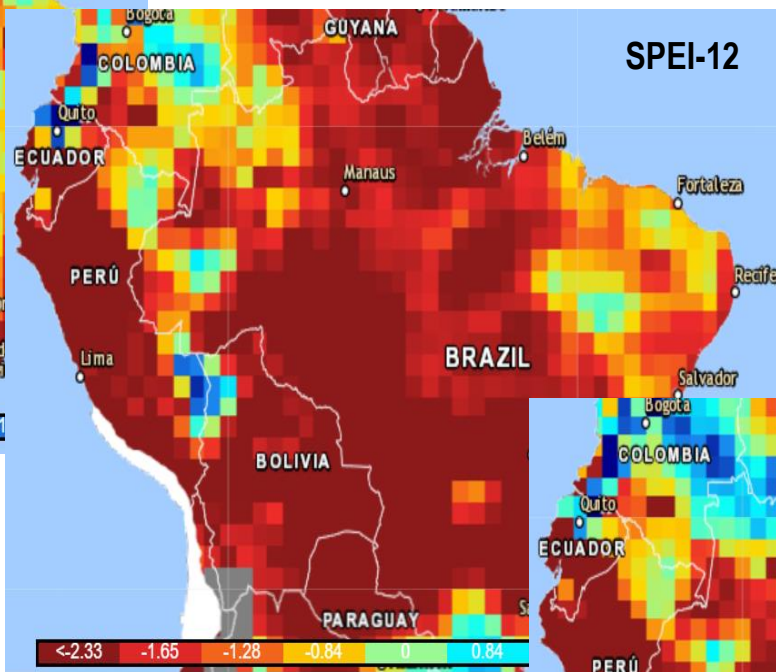 Bogota
GUYANA
SPEI-12
COLOMBIA
Quito
ECUADOR
Belém
Manaus
Fortaleza
PERÚ
Recife
Lima
BRAZIL
Salvador
BOLIVIA
PARAGUAY
<-2.33 -1.65 -1.28 -0.84 0 0.84
Bogota
COLOMBIA
Quito
ECUADOR
PERÚ